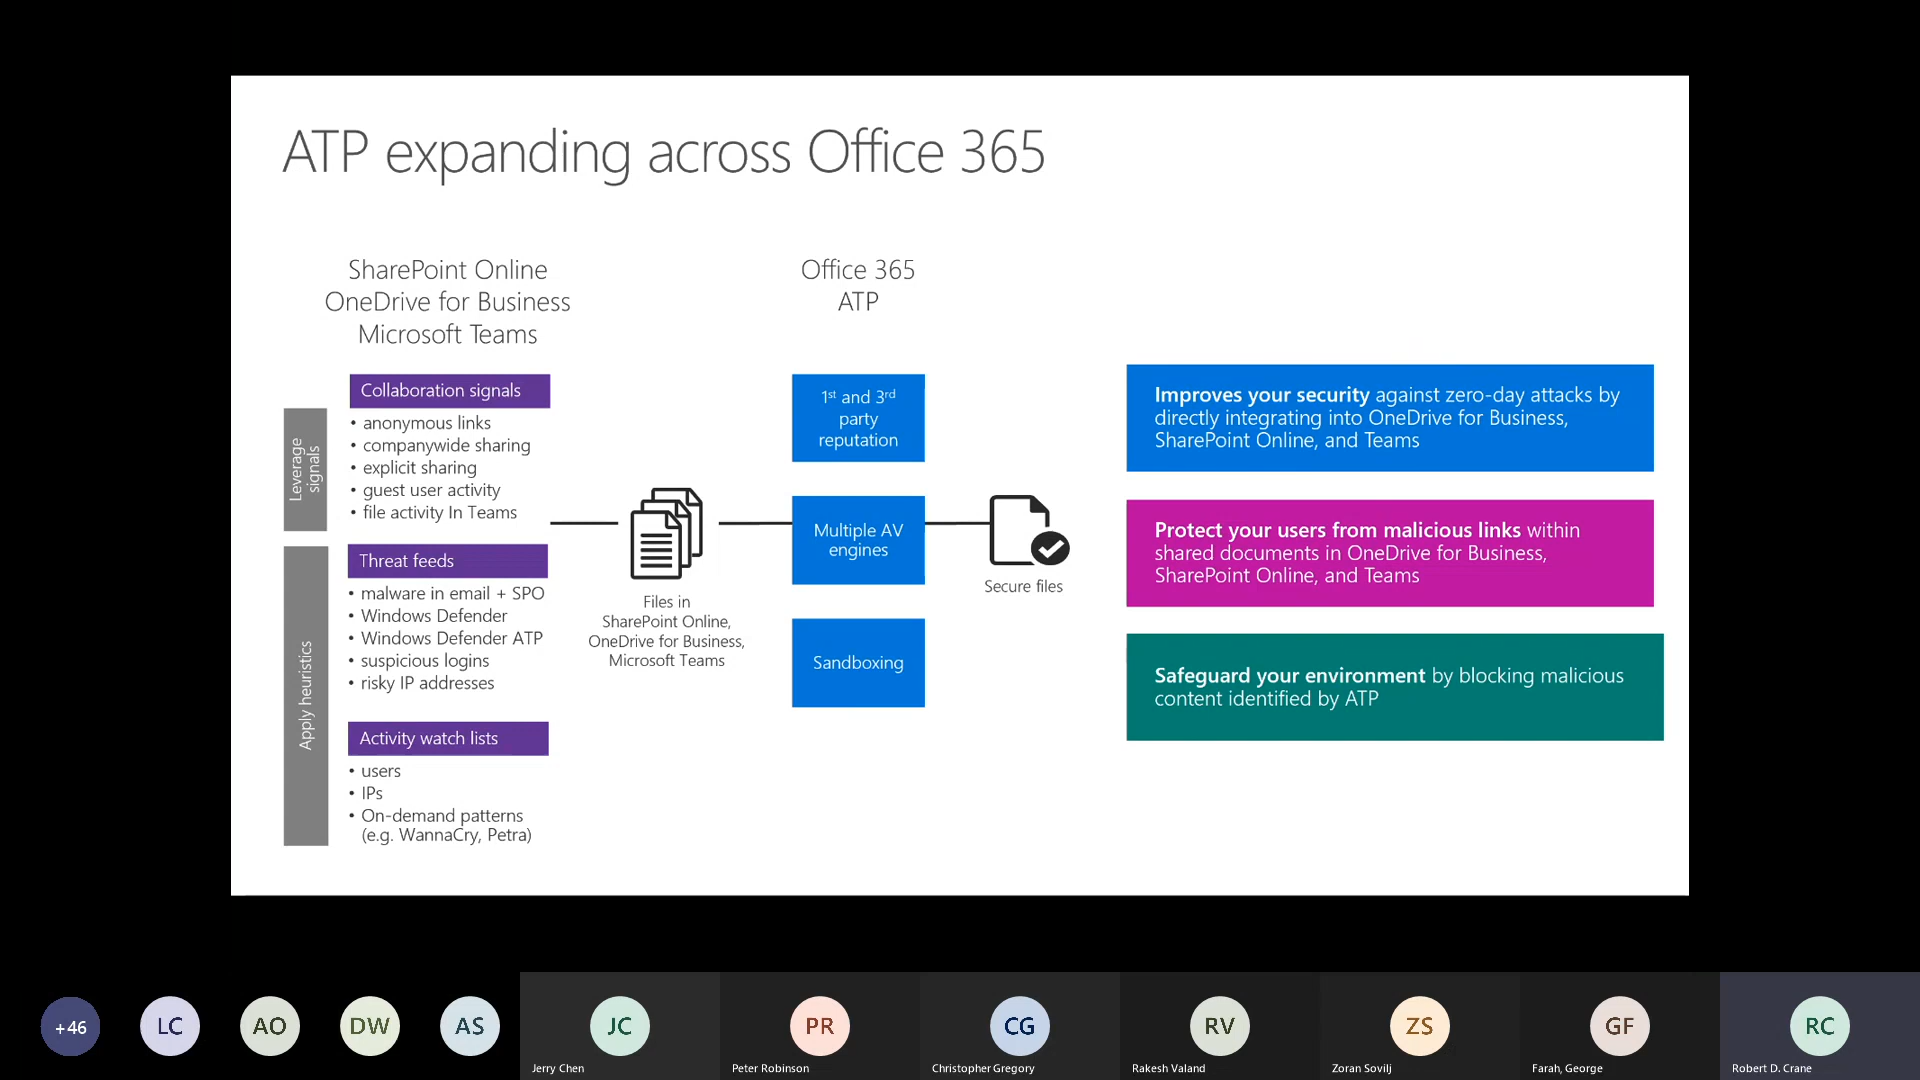 ATP expanding across Office 365
SharePoint Online
OneDrive for Business
Microsoft Teams
Office 365
ATP
Leverage
signals
Collaboration signals
• anonymous links
• companywide sharing
• explicit sharing
• guest user activity
• file activity In Teams
Apply heuristics
Threat feeds
• malware in email + SPO
• Windows Defender
• Windows Defender ATP
• suspicious logins
• risky IP addresses
Activity watch lists
• users
• IPs
• On-demand patterns
(e.g. WannaCry, Petra)
Files in
SharePoint Online,
OneDrive for Business,
Microsoft Teams
1st and 3rd
party
reputation
Multiple AV
engines
Sandboxing
Secure files
Improves your security against zero-day attacks by
directly integrating into OneDrive for Business,
SharePoint Online, and Teams
Protect your users from malicious links within
shared documents in OneDrive for Business,
SharePoint Online, and Teams
Safeguard your environment by blocking malicious
content identified by ATP
+46
LC
AO
DW
AS
JC
Jerry Chen
PR
Peter Robinson
CG
Christopher Gregory
RV
Rakesh Valand
ZS
Zoran Sovilj
GF
Farah, George
RC
Robert D. Crane